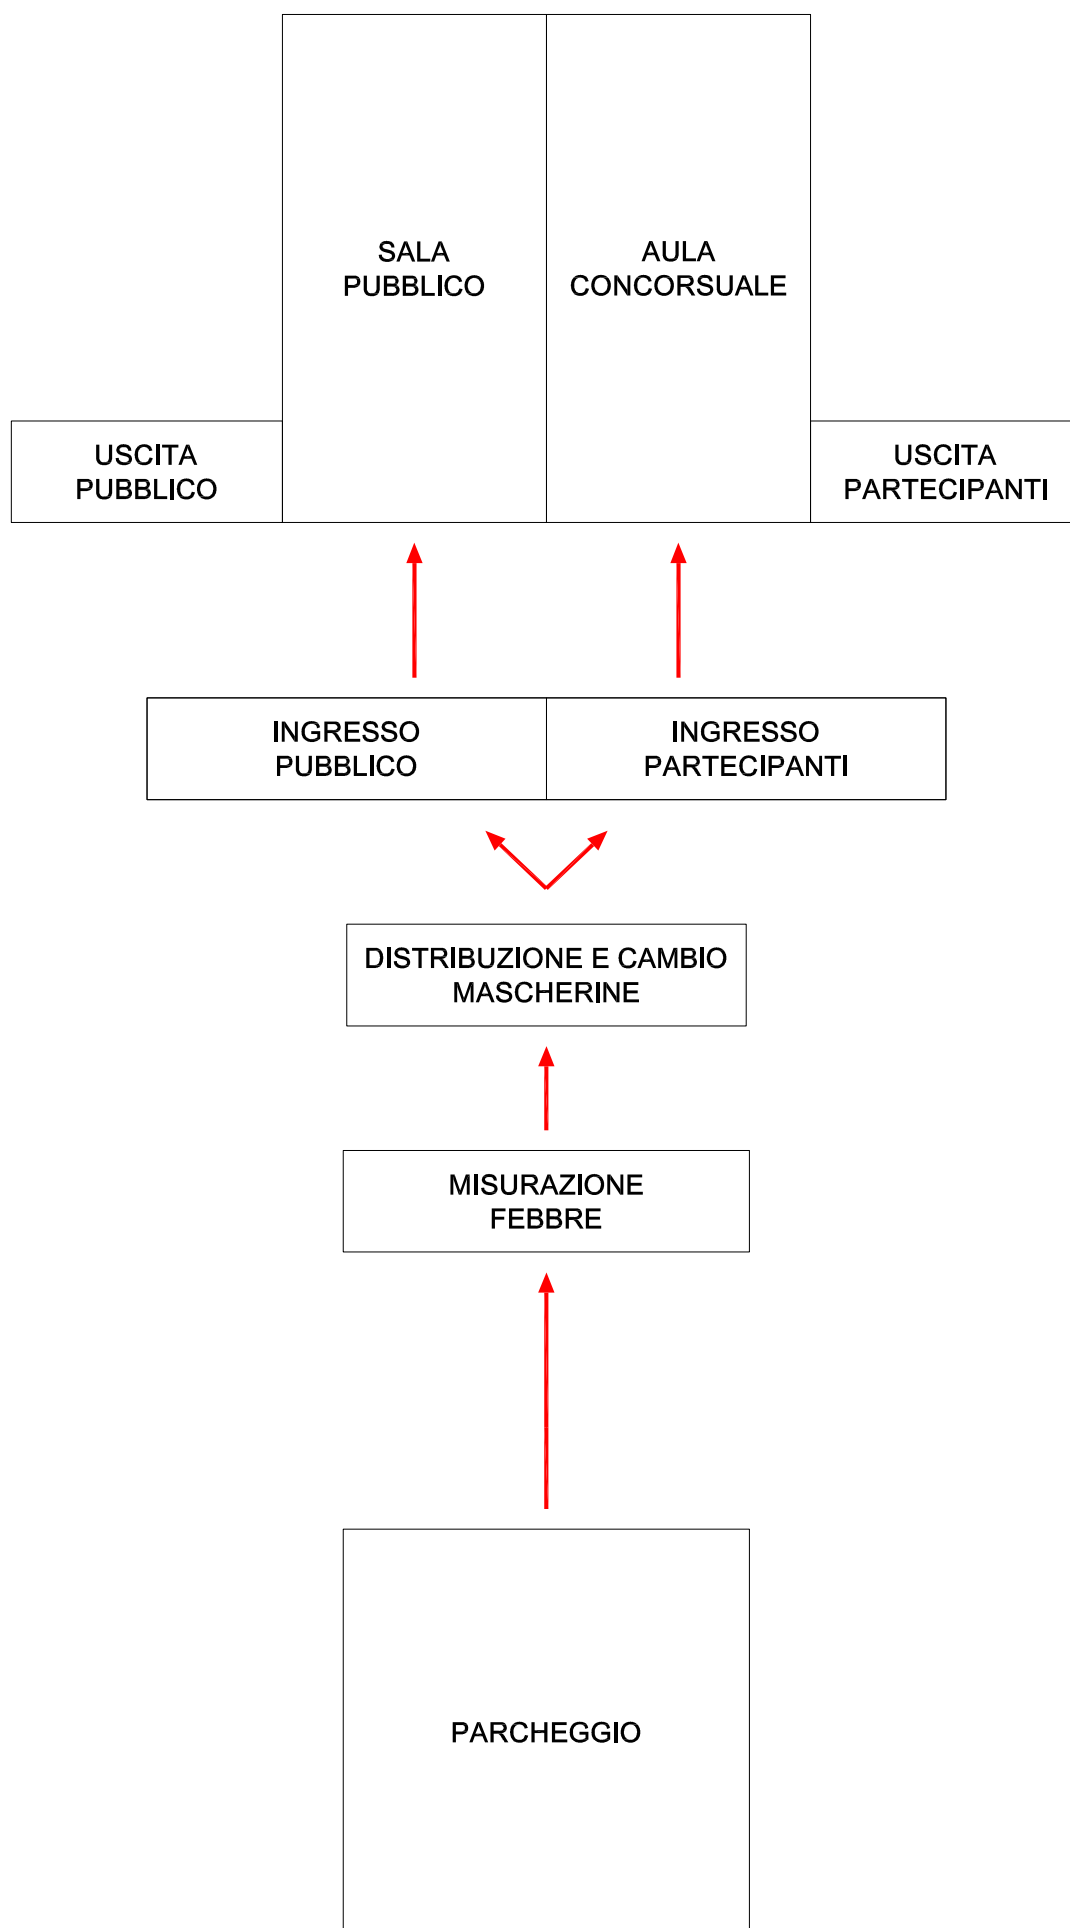 SALA
PUBBLICO
AULA
CONCORSUALE
USCITA
PUBBLICO
USCITA
PARTECIPANTI
INGRESSO
PUBBLICO
INGRESSO
PARTECIPANTI
DISTRIBUZIONE E CAMBIO
MASCHERINE
MISURAZIONE
FEBBRE
PARCHEGGIO